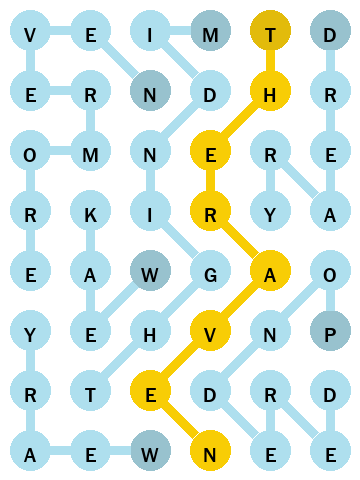 V E I M T D
E R N D H R
O M N E R E
R K I R Y A
E A W G A O
Y E H V N P
R T E D R D
A E W N E E